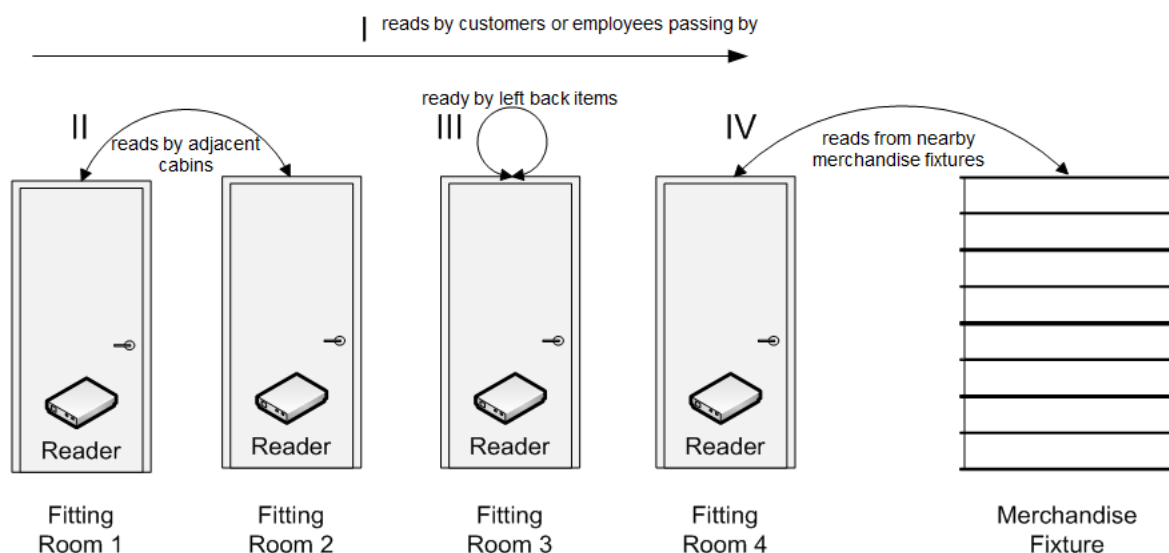 I reads by customers or employees passing by
II
reads by adjacent
cabins
III
ready by left back items
IV
reads from nearby
merchandise fixtures
Reader
Reader
Reader
Reader
Fitting
Room 1
Fitting
Room 2
Fitting
Room 3
Fitting
Room 4
Merchandise
Fixture